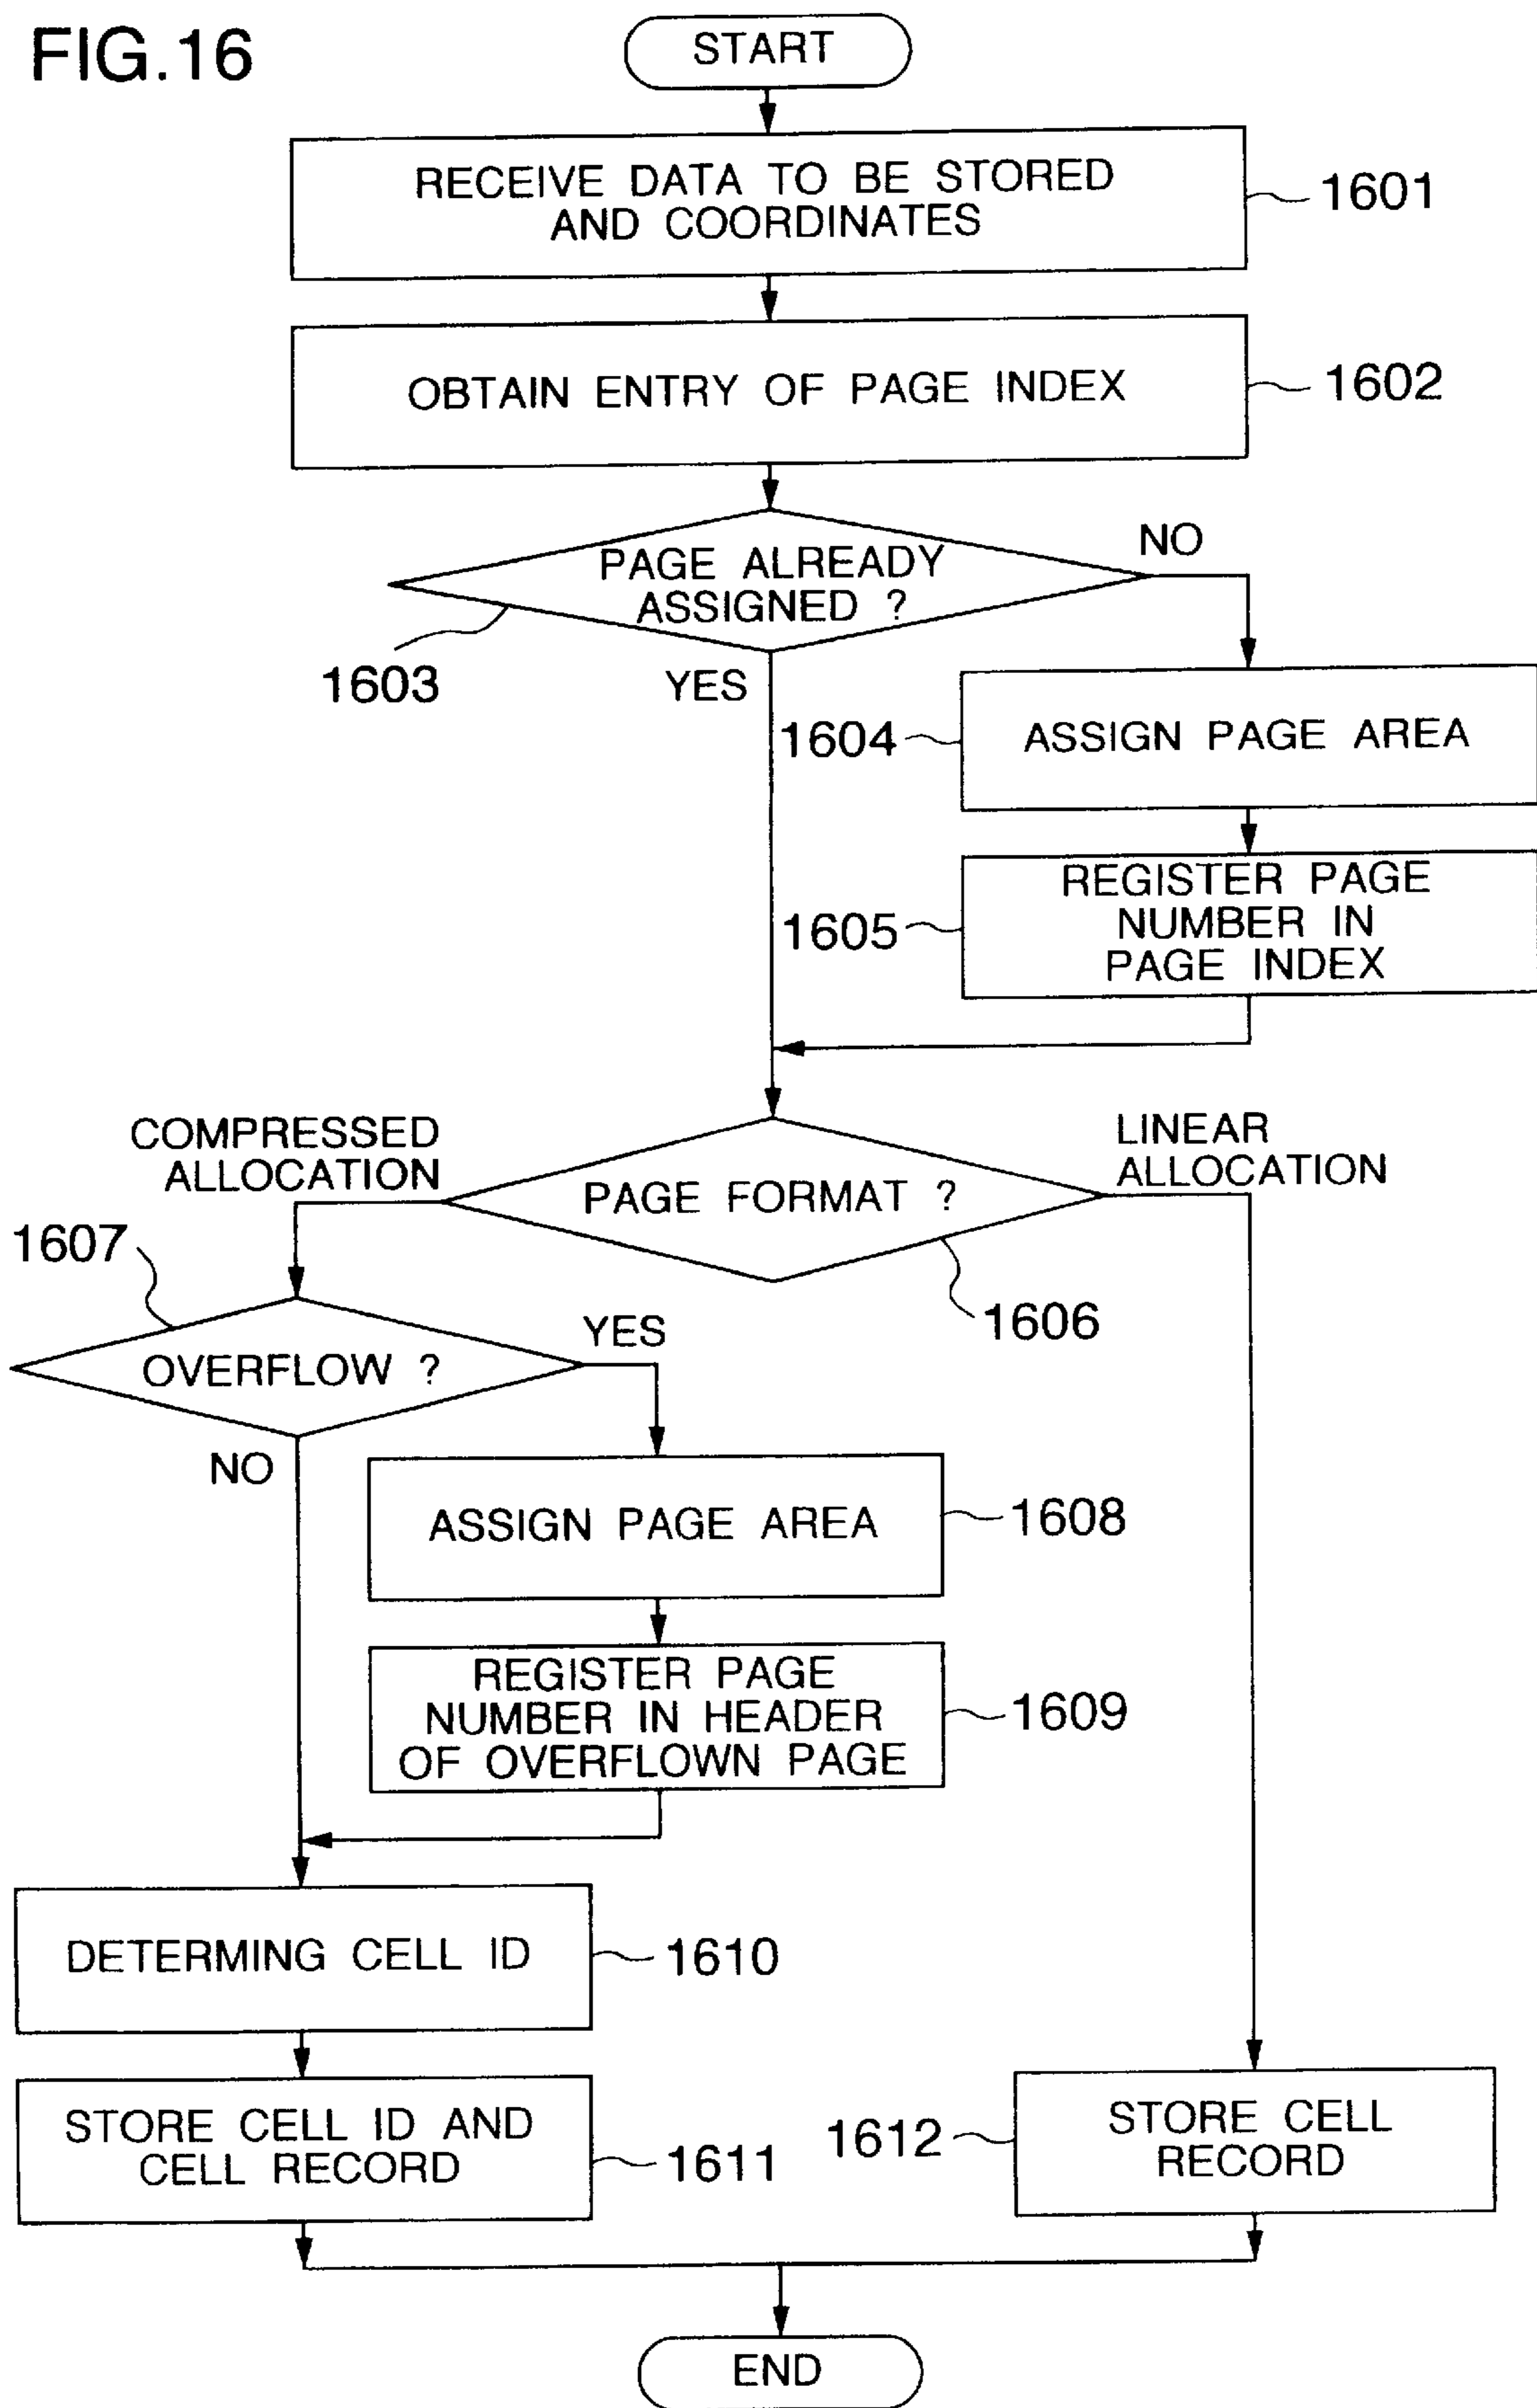 FIG.16
START
RECEIVE DATA TO BE STORED
AND COORDINATES
1601
OBTAIN ENTRY OF PAGE INDEX
1602
PAGE ALREADY
ASSIGNED ?
NO
1603
YES
1604
ASSIGN PAGE AREA
1605
REGISTER PAGE
NUMBER IN
PAGE INDEX
COMPRESSED
ALLOCATION
LINEAR
ALLOCATION
PAGE FORMAT ?
1606
1607
OVERFLOW ?
YES
NO
ASSIGN PAGE AREA
1608
REGISTER PAGE
NUMBER IN HEADER
OF OVERFLOWN PAGE
1609
DETERMING CELL ID
1610
STORE CELL ID AND
CELL RECORD
1611
1612
STORE CELL
RECORD
END